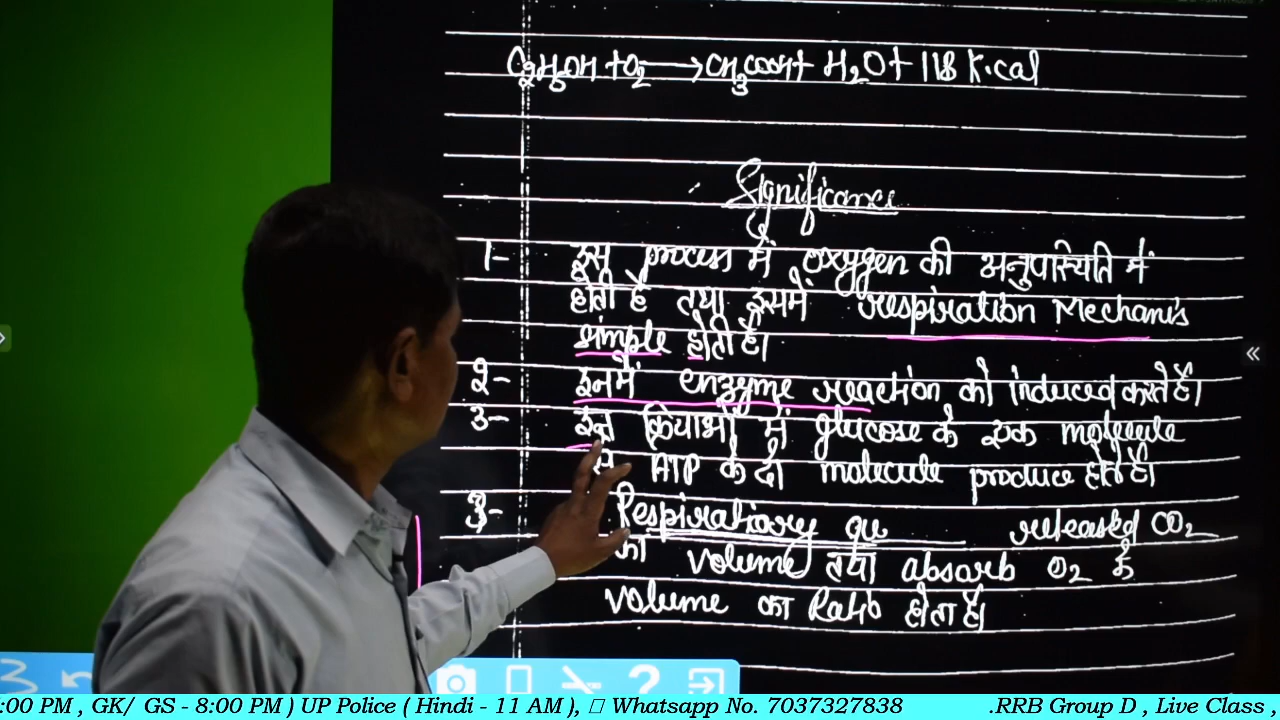 C₂H₅OH + O₂ → CH₃COOH + H₂O + 118 K.cal
Significance
1- इस process में oxygen की अनुपस्थिति में
होती है तथा इसमें respiration Mechanis
simple होती है।
2- इनमें enzyme reaction को induced करते है।
3- इन क्रियाओं में glucose के एक molecule
से ATP के दो molecule produce होते है।
3- Respiratiory qu released CO₂
का volume तथा absorb O₂ के
volume का Ratio होता है।
:00 PM , GK/ GS - 8:00 PM ) UP Police ( Hindi - 11 AM ), Whatsapp No. 7037327838 .RRB Group D , Live Class ,